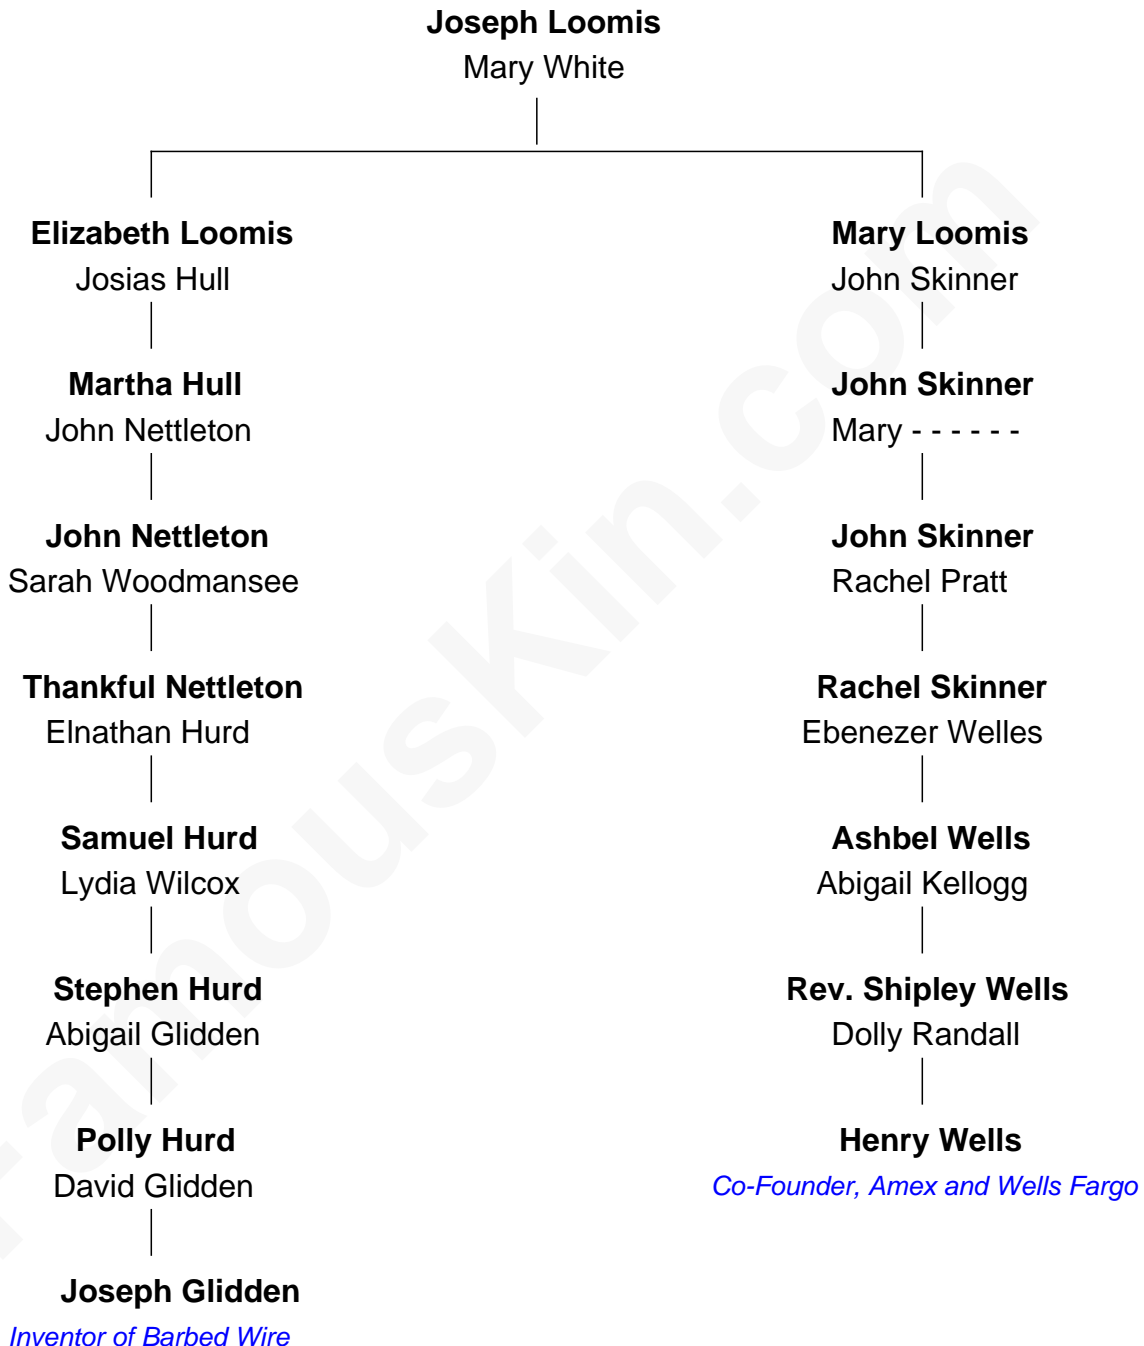 Joseph Loomis
Mary White
Elizabeth Loomis
Josias Hull
Martha Hull
John Nettleton
John Nettleton
Sarah Woodmansee
Thankful Nettleton
Elnathan Hurd
Samuel Hurd
Lydia Wilcox
Stephen Hurd
Abigail Glidden
Polly Hurd
David Glidden
Joseph Glidden
Inventor of Barbed Wire
Mary Loomis
John Skinner
John Skinner
Mary - - - - - -
John Skinner
Rachel Pratt
Rachel Skinner
Ebenezer Welles
Ashbel Wells
Abigail Kellogg
Rev. Shipley Wells
Dolly Randall
Henry Wells
Co-Founder, Amex and Wells Fargo
FamousKin.com